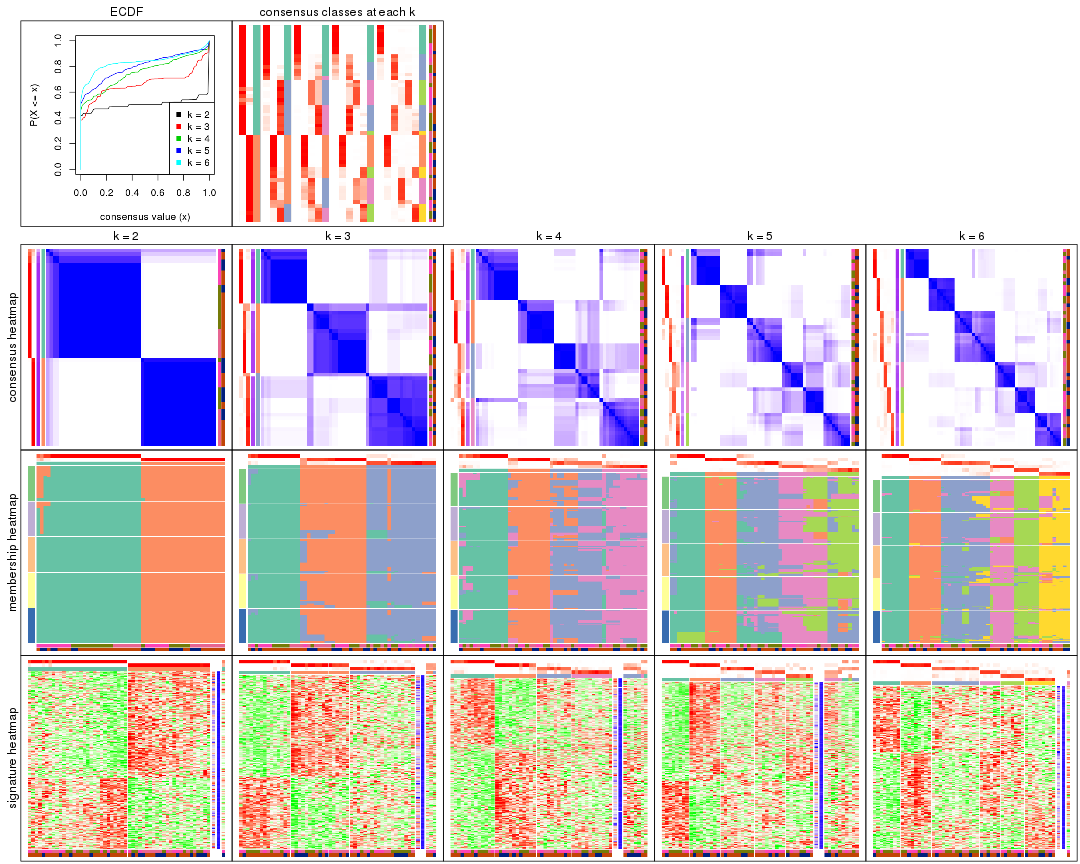 ECDF
consensus classes at each k
P(X <= x)
0.0 0.2 0.4 0.6 0.8 1.0
k = 2
k = 3
k = 4
k = 5
k = 6
0.0 0.2 0.4 0.6 0.8 1.0
consensus value (x)
k = 2
k = 3
k = 4
k = 5
k = 6
consensus heatmap
membership heatmap
signature heatmap